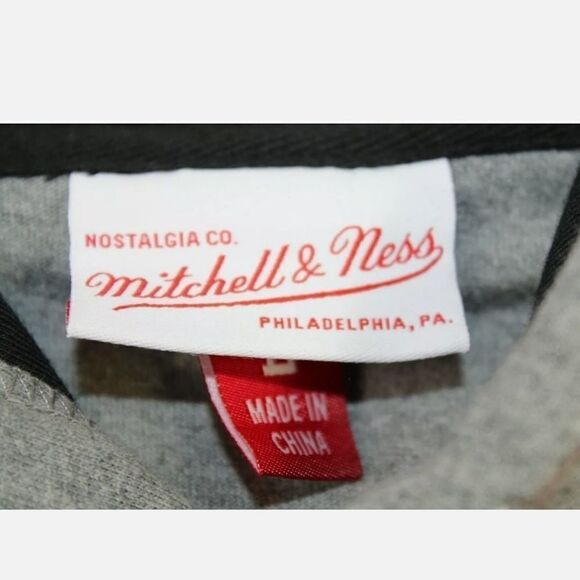 NOSTALGIA CO.
Mitchell & Ness
PHILADELPHIA, PA.
MADE IN
CHINA